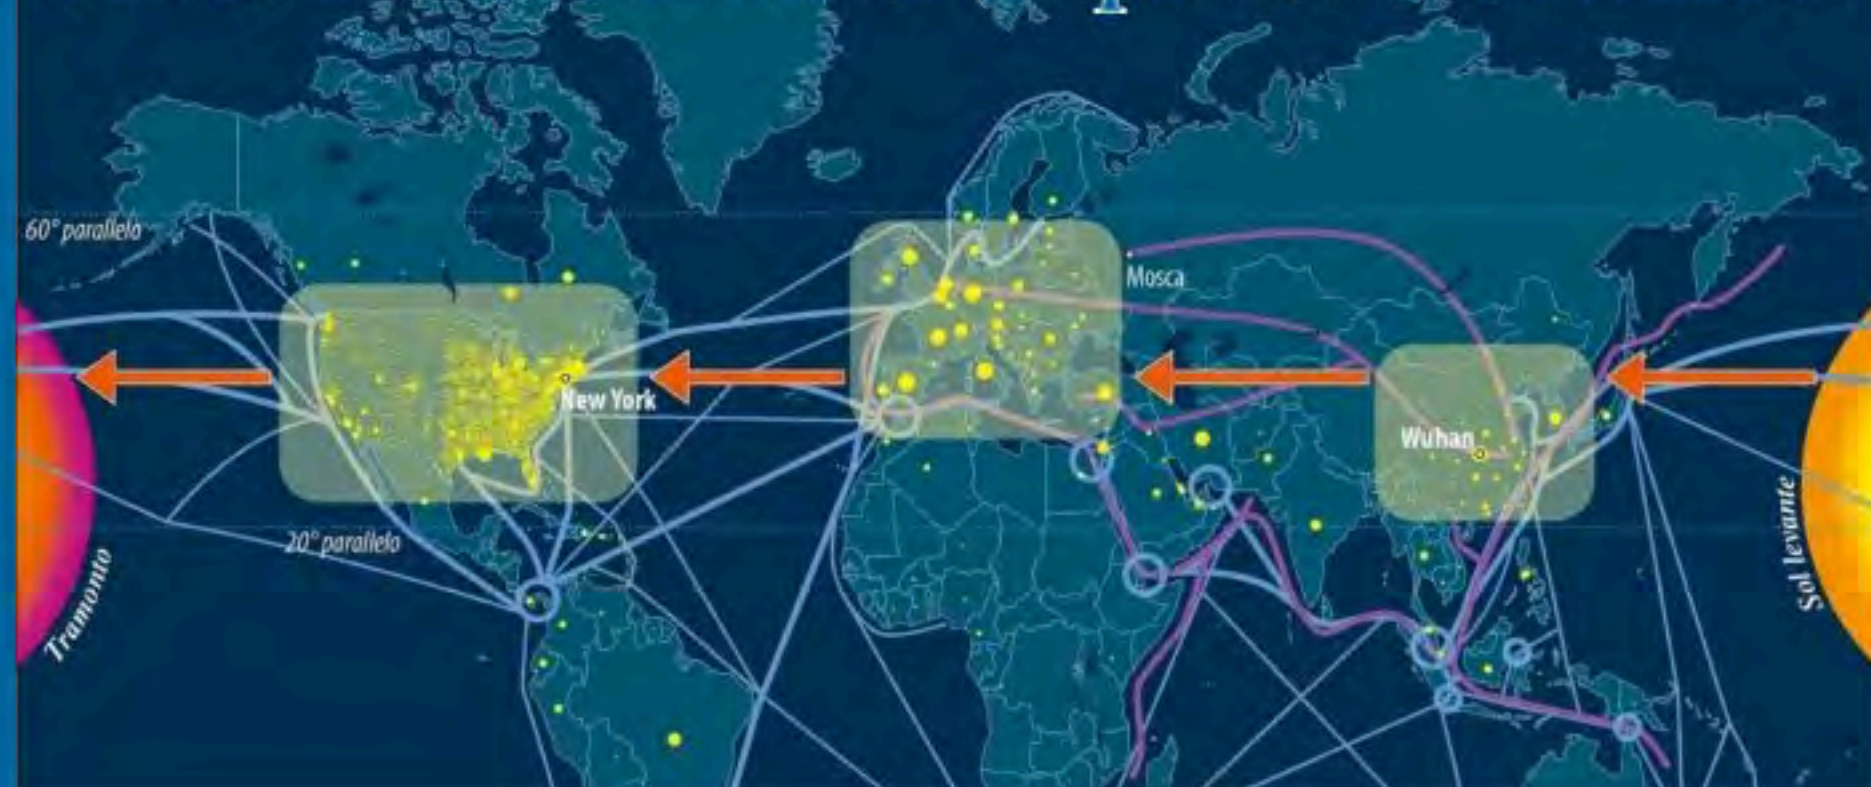 60° parallelo
Mosca
New York
Wuhan
20° parallelo
Tramonto
Sol levante